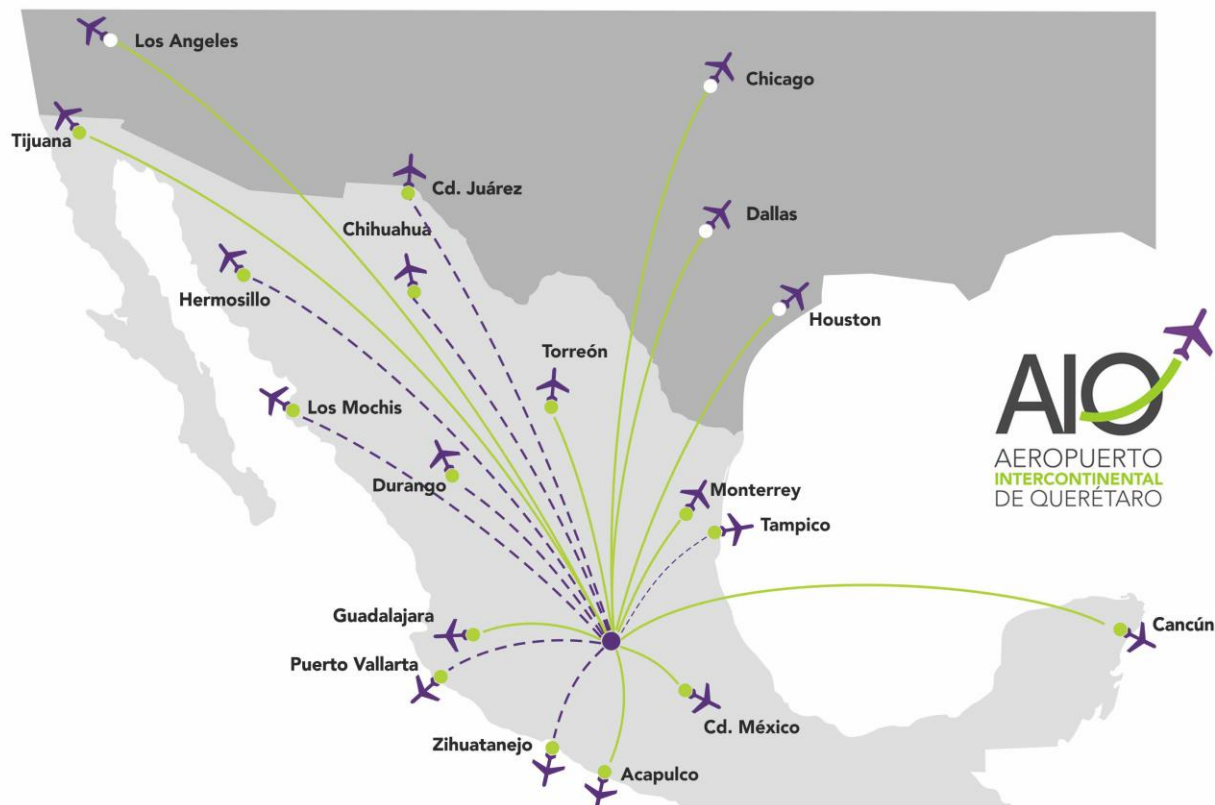 Los Angeles
Chicago
Tijuana
Cd. Juárez
Dallas
Chihuahua
Hermosillo
Houston
Torreón
Los Mochis
AIQ
AEROPUERTO
INTERCONTINENTAL
DE QUERÉTARO
Durango
Monterrey
Tampico
Guadalajara
Cancún
Puerto Vallarta
Cd. México
Zihuatanejo
Acapulco